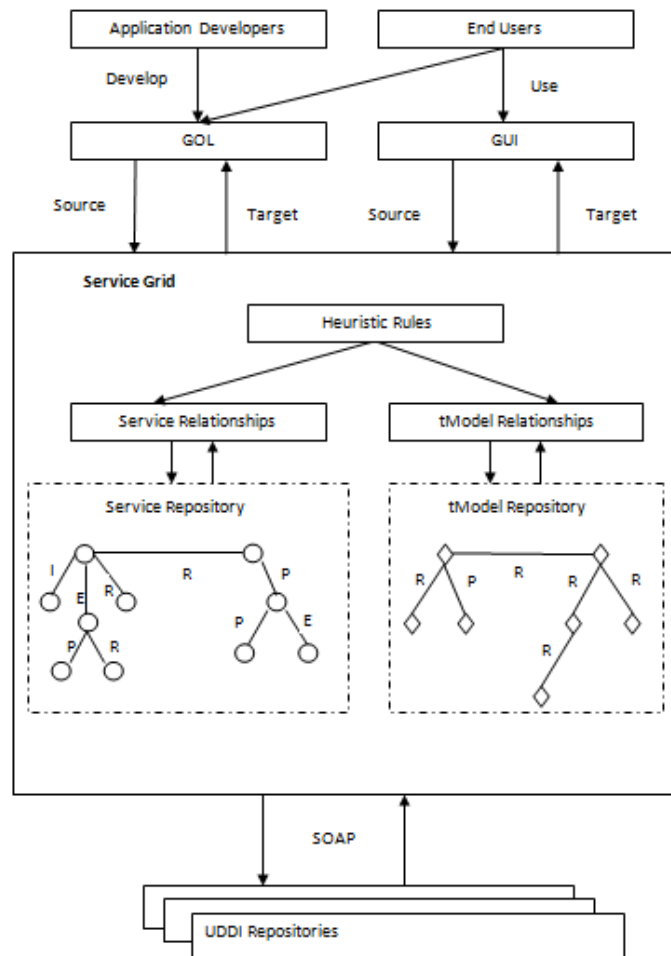 Application Developers
End Users
Develop
Use
GOL
GUI
Source
Target
Source
Target
Service Grid
Heuristic Rules
Service Relationships
tModel Relationships
Service Repository
tModel Repository
I
E
R
R
P
P
R
P
E
R
P
R
R
R
R
SOAP
UDDI Repositories